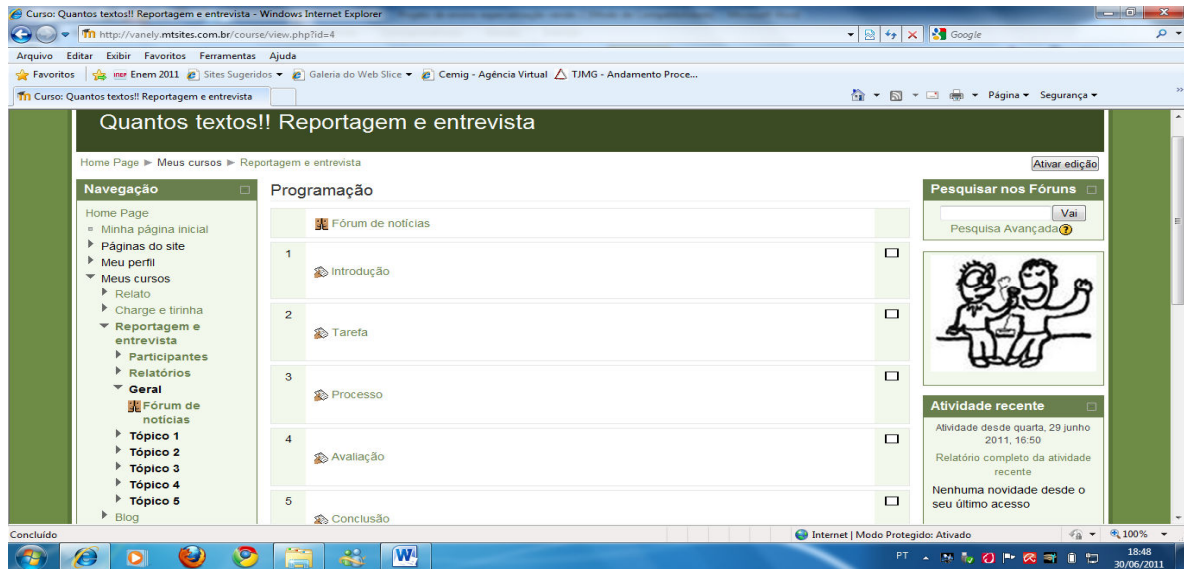 Curso: Quantos textos!! Reportagem e entrevista - Windows Internet Explorer
http://vanely.mtsites.com.br/course/view.php?id=4
Google
Arquivo Editar Exibir Favoritos Ferramentas Ajuda
Favoritos Enem 2011 Sites Sugeridos Galeria do Web Slice Cemig - Agência Virtual TJMG - Andamento Proce...
Curso: Quantos textos!! Reportagem e entrevista
Página Segurança
Quantos textos!! Reportagem e entrevista
Home Page ► Meus cursos ► Reportagem e entrevista
Ativar edição
Navegação
Home Page
Minha página inicial
Páginas do site
Meu perfil
Meus cursos
Relato
Charge e tirinha
Reportagem e
entrevista
Participantes
Relatórios
Geral
Fórum de
notícias
Tópico 1
Tópico 2
Tópico 3
Tópico 4
Tópico 5
Blog
Programação
Fórum de notícias
1
Introdução
2
Tarefa
3
Processo
4
Avaliação
5
Conclusão
Pesquisar nos Fóruns
Vai
Pesquisa Avançada
Atividade recente
Atividade desde quarta, 29 junho
2011, 16:50
Relatório completo da atividade
recente
Nenhuma novidade desde o
seu último acesso
Concluído
Internet | Modo Protegido: Ativado
100%
PT
18:48
30/06/2011